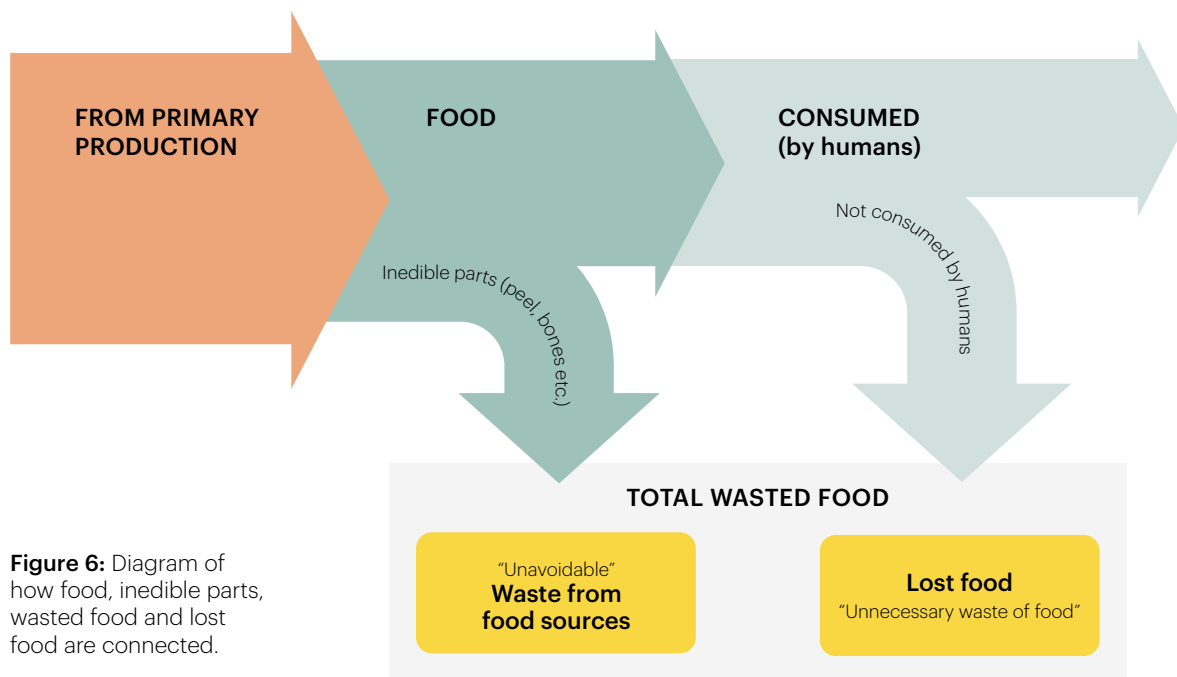 FROM PRIMARY
PRODUCTION
FOOD
CONSUMED
(by humans)
Inedible parts (peel, bones etc.)
Not consumed by humans
TOTAL WASTED FOOD
“Unavoidable”
Waste from
food sources
Lost food
“Unnecessary waste of food”
Figure 6: Diagram of
how food, inedible parts,
wasted food and lost
food are connected.